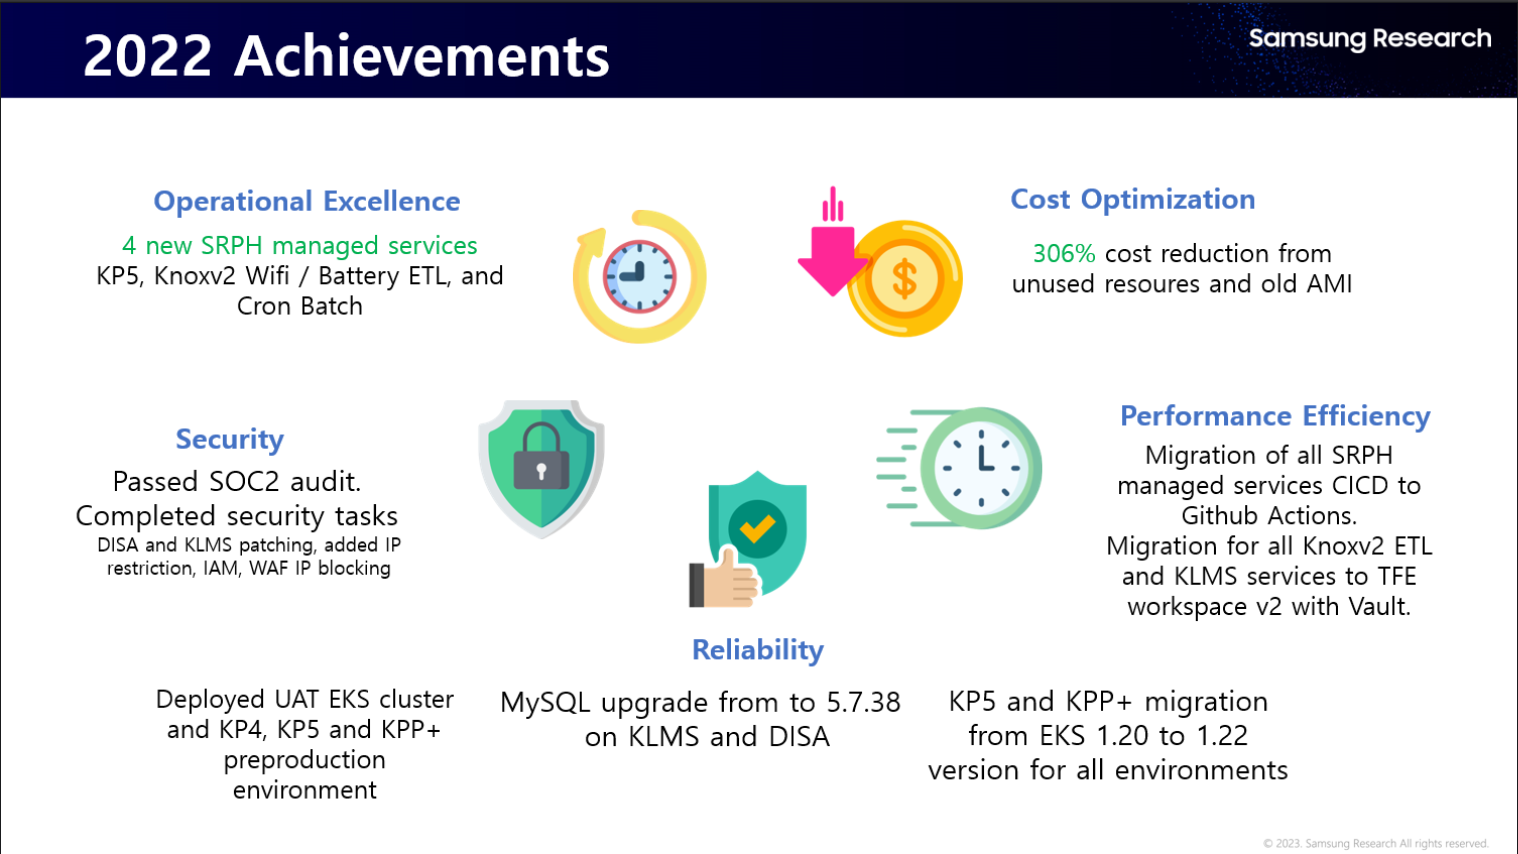 2022 Achievements
Samsung Research
Operational Excellence
4 new SRPH managed services
KP5, Knoxv2 Wifi / Battery ETL, and
Cron Batch
Cost Optimization
306% cost reduction from
unused resoures and old AMI
Security
Passed SOC2 audit.
Completed security tasks
DISA and KLMS patching, added IP
restriction, IAM, WAF IP blocking
Performance Efficiency
Migration of all SRPH
managed services CICD to
Github Actions.
Migration for all Knoxv2 ETL
and KLMS services to TFE
workspace v2 with Vault.
Reliability
Deployed UAT EKS cluster
and KP4, KP5 and KPP+
preproduction
environment
MySQL upgrade from to 5.7.38
on KLMS and DISA
KP5 and KPP+ migration
from EKS 1.20 to 1.22
version for all environments
© 2023. Samsung Research All rights reserved.